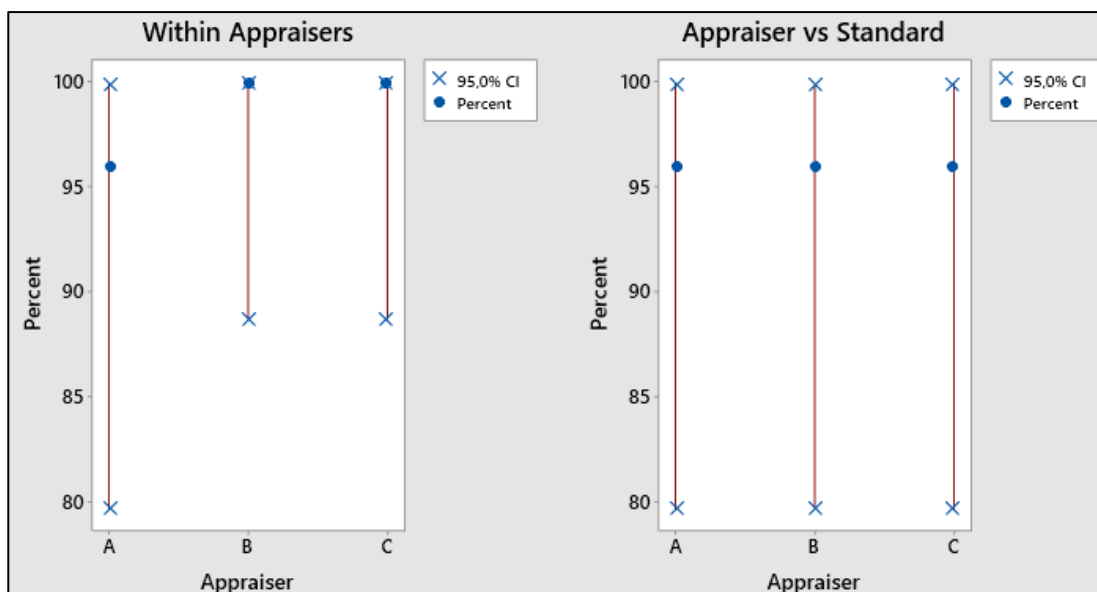 Within Appraisers
100
95
90
85
80
Percent
A B C
Appraiser
95,0% CI
Percent
Appraiser vs Standard
100
95
90
85
80
Percent
A B C
Appraiser
95,0% CI
Percent